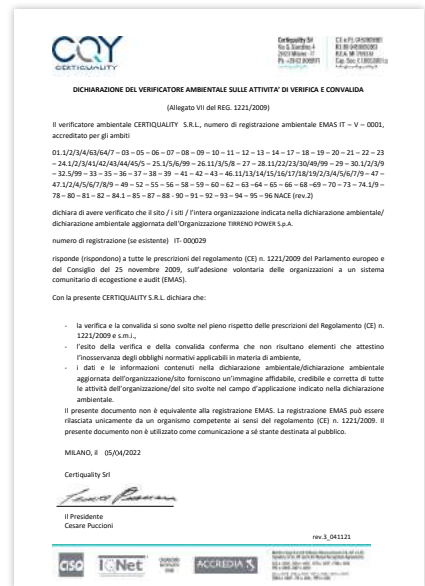 CQY
CERTIQUALITY
Certiquality Srl
DICHIARAZIONE DEL VERIFICATORE AMBIENTALE SULLE ATTIVITA' DI VERIFICA E CONVALIDA
(Allegato VII del REG. 1221/2009)
Il verificatore ambientale CERTIQUALITY S.R.L., numero di registrazione ambientale EMAS IT – V – 0001,
accreditato per gli ambiti
01.1/2/3/4/63/64/7 – 03 – 05 – 06 – 07 – 08 – 09 – 10 – 11 – 12 – 13 – 14 – 17 – 18 – 19 – 20 – 21 – 22 – 23
– 24.1/2/3/41/42/43/44/45/5 – 25.1/5/6/99 – 26.11/3/5/8 – 27 – 28.11/22/23/30/49/99 – 29 – 30.1/2/3/9
– 32.5/99 – 33 – 35 – 36 – 37 – 38 – 39 – 41 – 42 – 43 – 46.11/13/14/15/16/17/18/19/2/3/4/5/6/7/9 – 47 –
47.1/2/4/5/6/7/8/9 – 49 – 52 – 55 – 56 – 58 – 59 – 60 – 62 – 63 –64 – 65 – 66 – 68 –69 – 70 – 73 – 74.1/9 –
78 – 80 – 81 – 82 – 84.1 – 85 – 87 – 88 - 90 – 91 – 92 – 93 – 94 – 95 – 96 NACE (rev.2)
dichiara di avere verificato che il sito / i siti / l'intera organizzazione indicata nella dichiarazione ambientale/
dichiarazione ambientale aggiornata dell'Organizzazione TIRRENO POWER S.p.A.
numero di registrazione (se esistente) IT- 000029
risponde (rispondono) a tutte le prescrizioni del regolamento (CE) n. 1221/2009 del Parlamento europeo e
del Consiglio del 25 novembre 2009, sull'adesione volontaria delle organizzazioni a un sistema
comunitario di ecogestione e audit (EMAS).
Con la presente CERTIQUALITY S.R.L. dichiara che:
- la verifica e la convalida si sono svolte nel pieno rispetto delle prescrizioni del Regolamento (CE) n.
1221/2009 e s.m.i.,
- l'esito della verifica e della convalida conferma che non risultano elementi che attestino
l'inosservanza degli obblighi normativi applicabili in materia di ambiente,
- i dati e le informazioni contenuti nella dichiarazione ambientale/dichiarazione ambientale
aggiornata dell'organizzazione/sito forniscono un'immagine affidabile, credibile e corretta di tutte
le attività dell'organizzazione/del sito svolte nel campo d'applicazione indicato nella dichiarazione
ambientale.
Il presente documento non è equivalente alla registrazione EMAS. La registrazione EMAS può essere
rilasciata unicamente da un organismo competente ai sensi del regolamento (CE) n. 1221/2009. Il
presente documento non è utilizzato come comunicazione a sé stante destinata al pubblico.
MILANO, il 05/04/2022
Certiquality Srl
Il Presidente
Cesare Puccioni
rev.3_041121
CISQ
IQNet
ACCREDIA